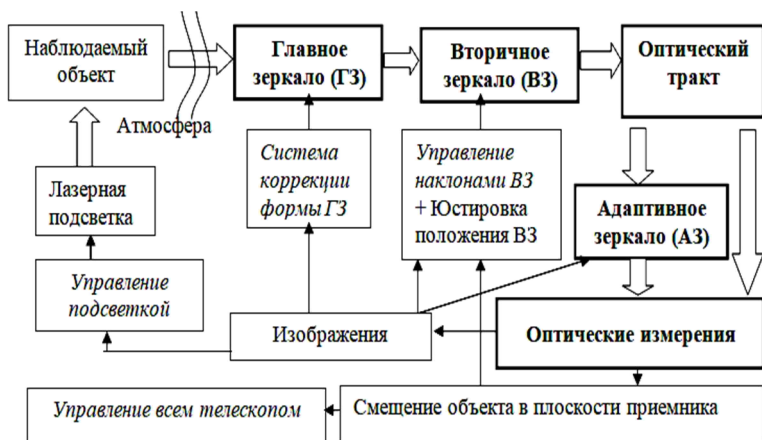 Наблюдаемый
объект
Главное
зеркало (ГЗ)
Вторичное
зеркало (ВЗ)
Оптический
тракт
Атмосфера
Лазерная
подсветка
Система
коррекции
формы ГЗ
Управление
наклонами ВЗ
+ Юстировка
положения ВЗ
Адаптивное
зеркало (АЗ)
Управление
подсветкой
Изображения
Оптические измерения
Управление всем телескопом
Смещение объекта в плоскости приемника